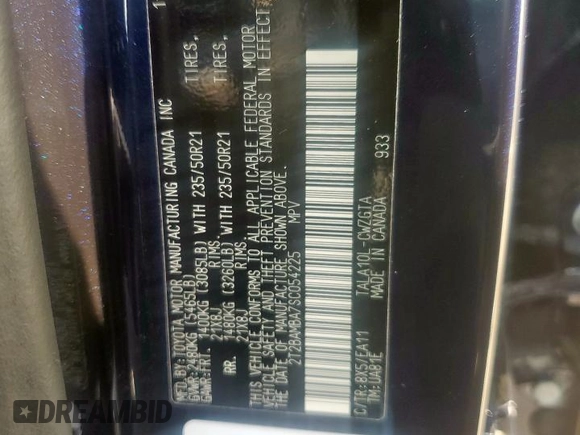 MFD.BY:TOYOTA MOTOR MANUFACTURING CANADA INC
GVWR:2480KG(5465LB)
GAWR:FRT. 1400KG (3085LB) WITH 235/50R21 TIRES,
21X8J RIMS,
RR. 1480KG (3260LB) WITH 235/50R21 TIRES,
21X8J RIMS,
THIS VEHICLE CONFORMS TO ALL APPLICABLE FEDERAL MOTOR
VEHICLE SAFETY AND THEFT PREVENTION STANDARDS IN EFFECT
DATE OF MANUFACTURE SHOWN ABOVE.
2T2BAMBA7SC054225 MPV
C/TR:8X5/EA11 TALA10L-CWZGTA
TM:UA81E MADE IN CANADA 933
DREAMBID